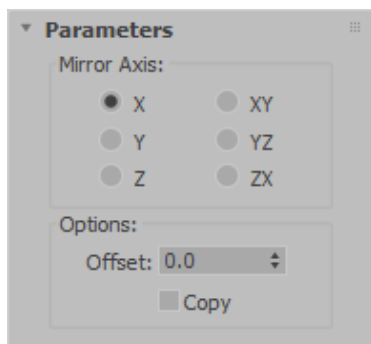 Parameters
Mirror Axis:
X XY
Y YZ
Z ZX
Options:
Offset: 0.0
Copy